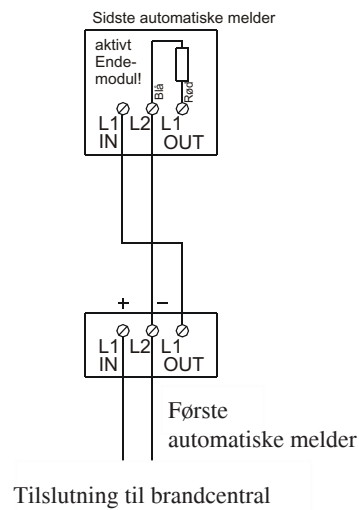 Sidste automatiske melder
aktivt
Ende-
modul!
Blå
Rød
L1 L2 L1
IN OUT
+ −
L1 L2 L1
IN OUT
Første
automatiske melder
Tilslutning til brandcentral